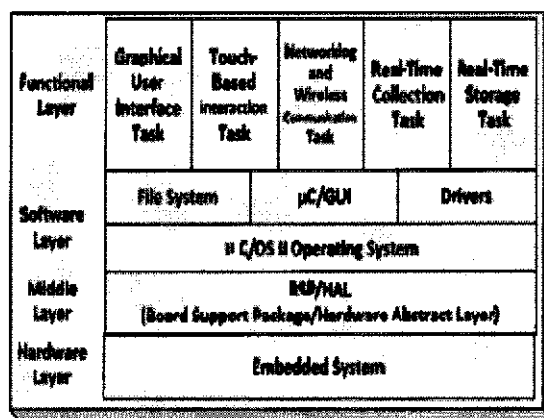 Functional
Layer
Graphical
User
Interface
Task
Touch-
Based
Interaction
Task
Networking
and
Wireless
Communication
Task
Real-Time
Collection
Task
Real-Time
Storage
Task
Software
Layer
File System
μC/GUI
Drivers
μ C/OS II Operating System
Middle
Layer
BSP/HAL
(Board Support Package/Hardware Abstract Layer)
Hardware
Layer
Embedded System